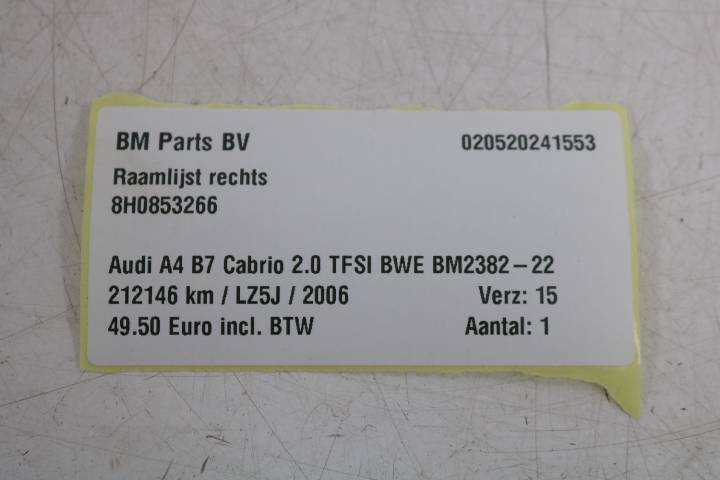 BM Parts BV 020520241553
Raamlijst rechts
8H0853266
Audi A4 B7 Cabrio 2.0 TFSI BWE BM2382-22
212146 km / LZ5J / 2006 Verz: 15
49.50 Euro incl. BTW Aantal: 1